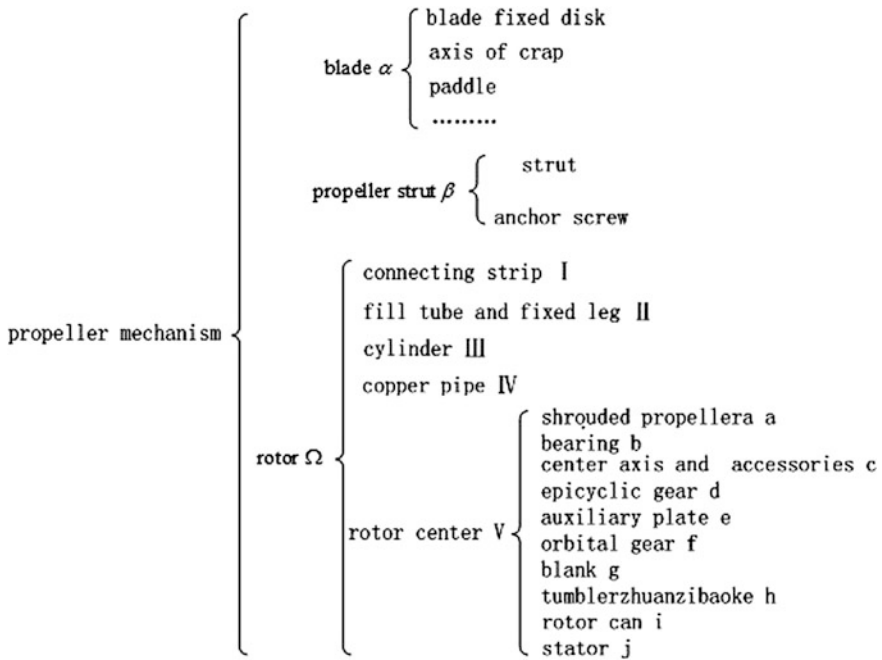 blade fixed disk
axis of crap
blade α
paddle
.........
strut
propeller strut β
anchor screw
connecting strip Ⅰ
fill tube and fixed leg Ⅱ
propeller mechanism
cylinder Ⅲ
copper pipe Ⅳ
shrouded propellera a
bearing b
center axis and accessories c
rotor Ω
epicyclic gear d
auxiliary plate e
rotor center V
orbital gear f
blank g
tumblerzhuanzibaoke h
rotor can i
stator j